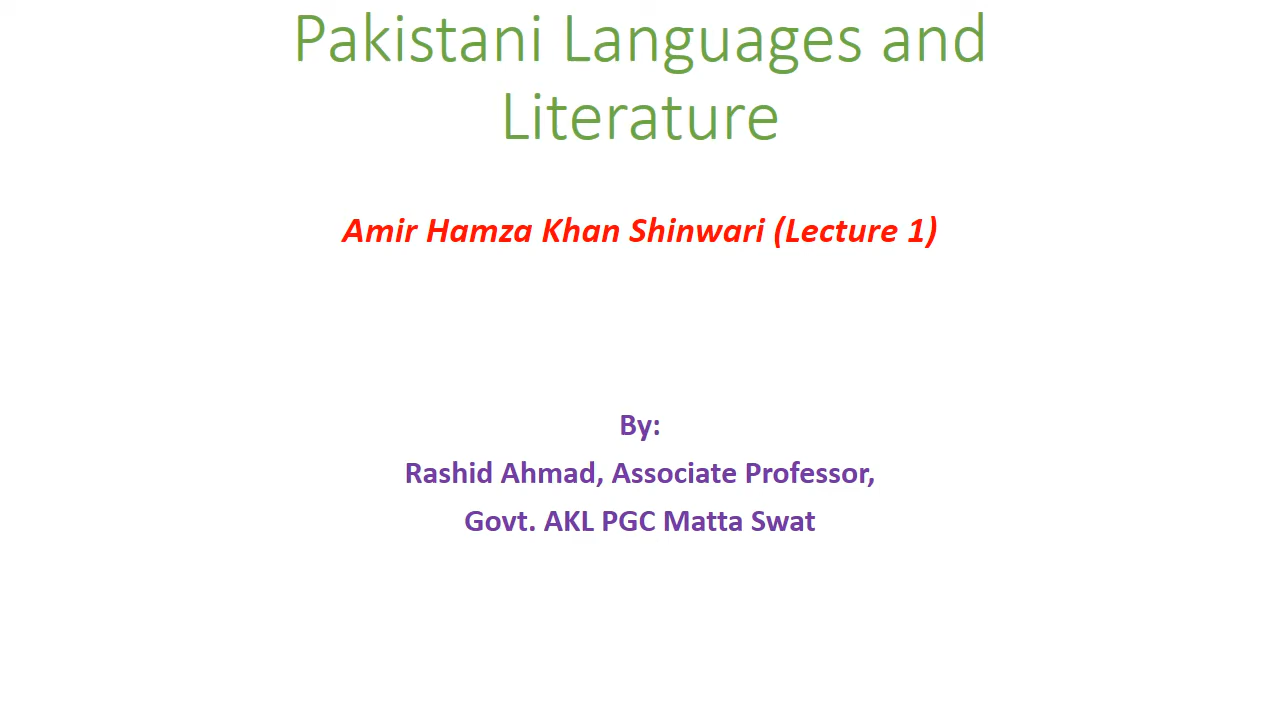 Pakistani Languages and
Literature
Amir Hamza Khan Shinwari (Lecture 1)
By:
Rashid Ahmad, Associate Professor,
Govt. AKL PGC Matta Swat